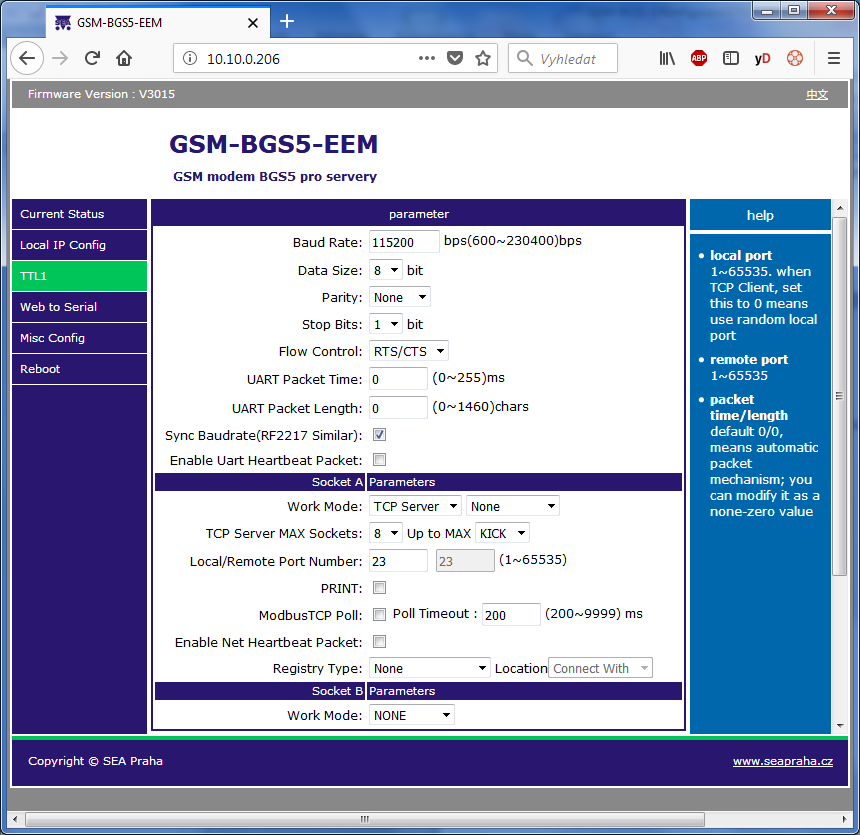 GSM-BGS5-EEM
10.10.0.206
Vyhledat
ABP
yD
Firmware Version : V3015
中文
GSM-BGS5-EEM
GSM modem BGS5 pro servery
Current Status
Local IP Config
TTL1
Web to Serial
Misc Config
Reboot
parameter
Baud Rate: 115200 bps(600~230400)bps
Data Size: 8 bit
Parity: None
Stop Bits: 1 bit
Flow Control: RTS/CTS
UART Packet Time: 0 (0~255)ms
UART Packet Length: 0 (0~1460)chars
Sync Baudrate(RF2217 Similar):
Enable Uart Heartbeat Packet:
Socket A Parameters
Work Mode: TCP Server None
TCP Server MAX Sockets: 8 Up to MAX KICK
Local/Remote Port Number: 23 23 (1~65535)
PRINT:
ModbusTCP Poll: Poll Timeout : 200 (200~9999) ms
Enable Net Heartbeat Packet:
Registry Type: None Location Connect With
Socket B Parameters
Work Mode: NONE
help
• local port
1~65535. when
TCP Client, set
this to 0 means
use random local
port
• remote port
1~65535
• packet
time/length
default 0/0,
means automatic
packet
mechanism; you
can modify it as a
none-zero value
Copyright © SEA Praha
www.seapraha.cz